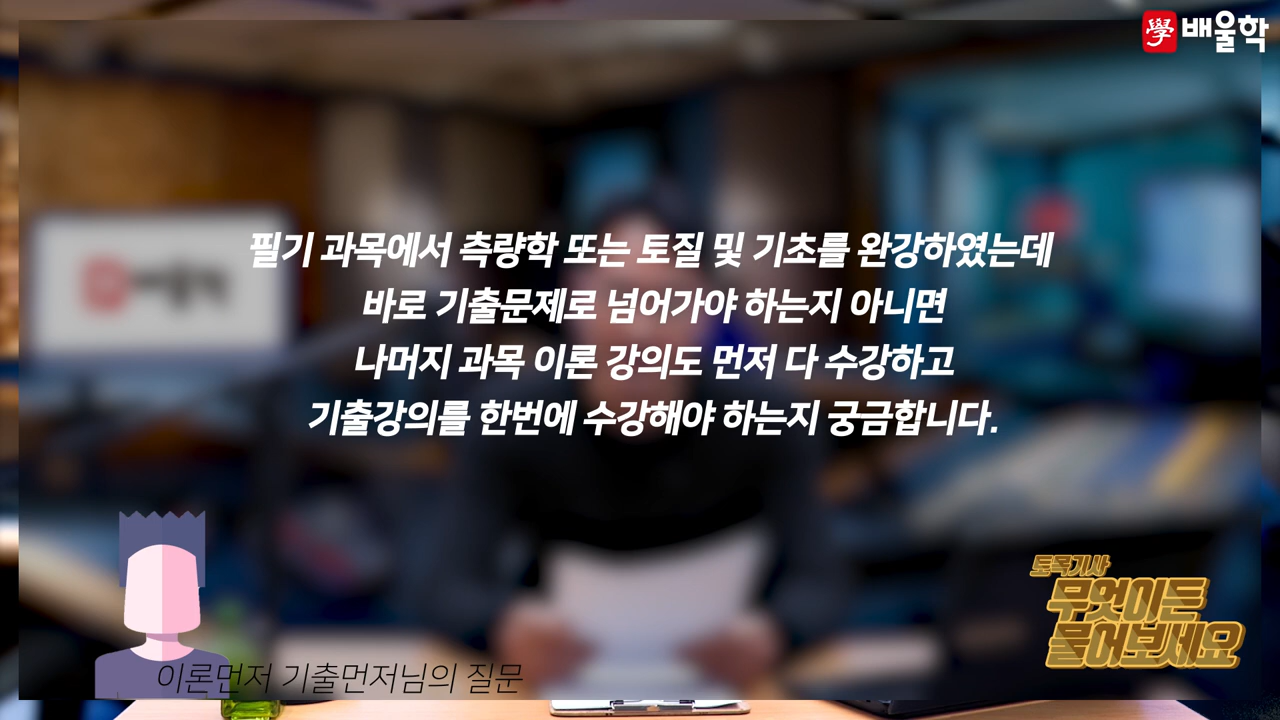 學 배울학
필기 과목에서 측량학 또는 토질 및 기초를 완강하였는데
바로 기출문제로 넘어가야 하는지 아니면
나머지 과목 이론 강의도 먼저 다 수강하고
기출강의를 한번에 수강해야 하는지 궁금합니다.
토목기사
무엇이든
물어보세요
이론먼저 기출먼저님의 질문